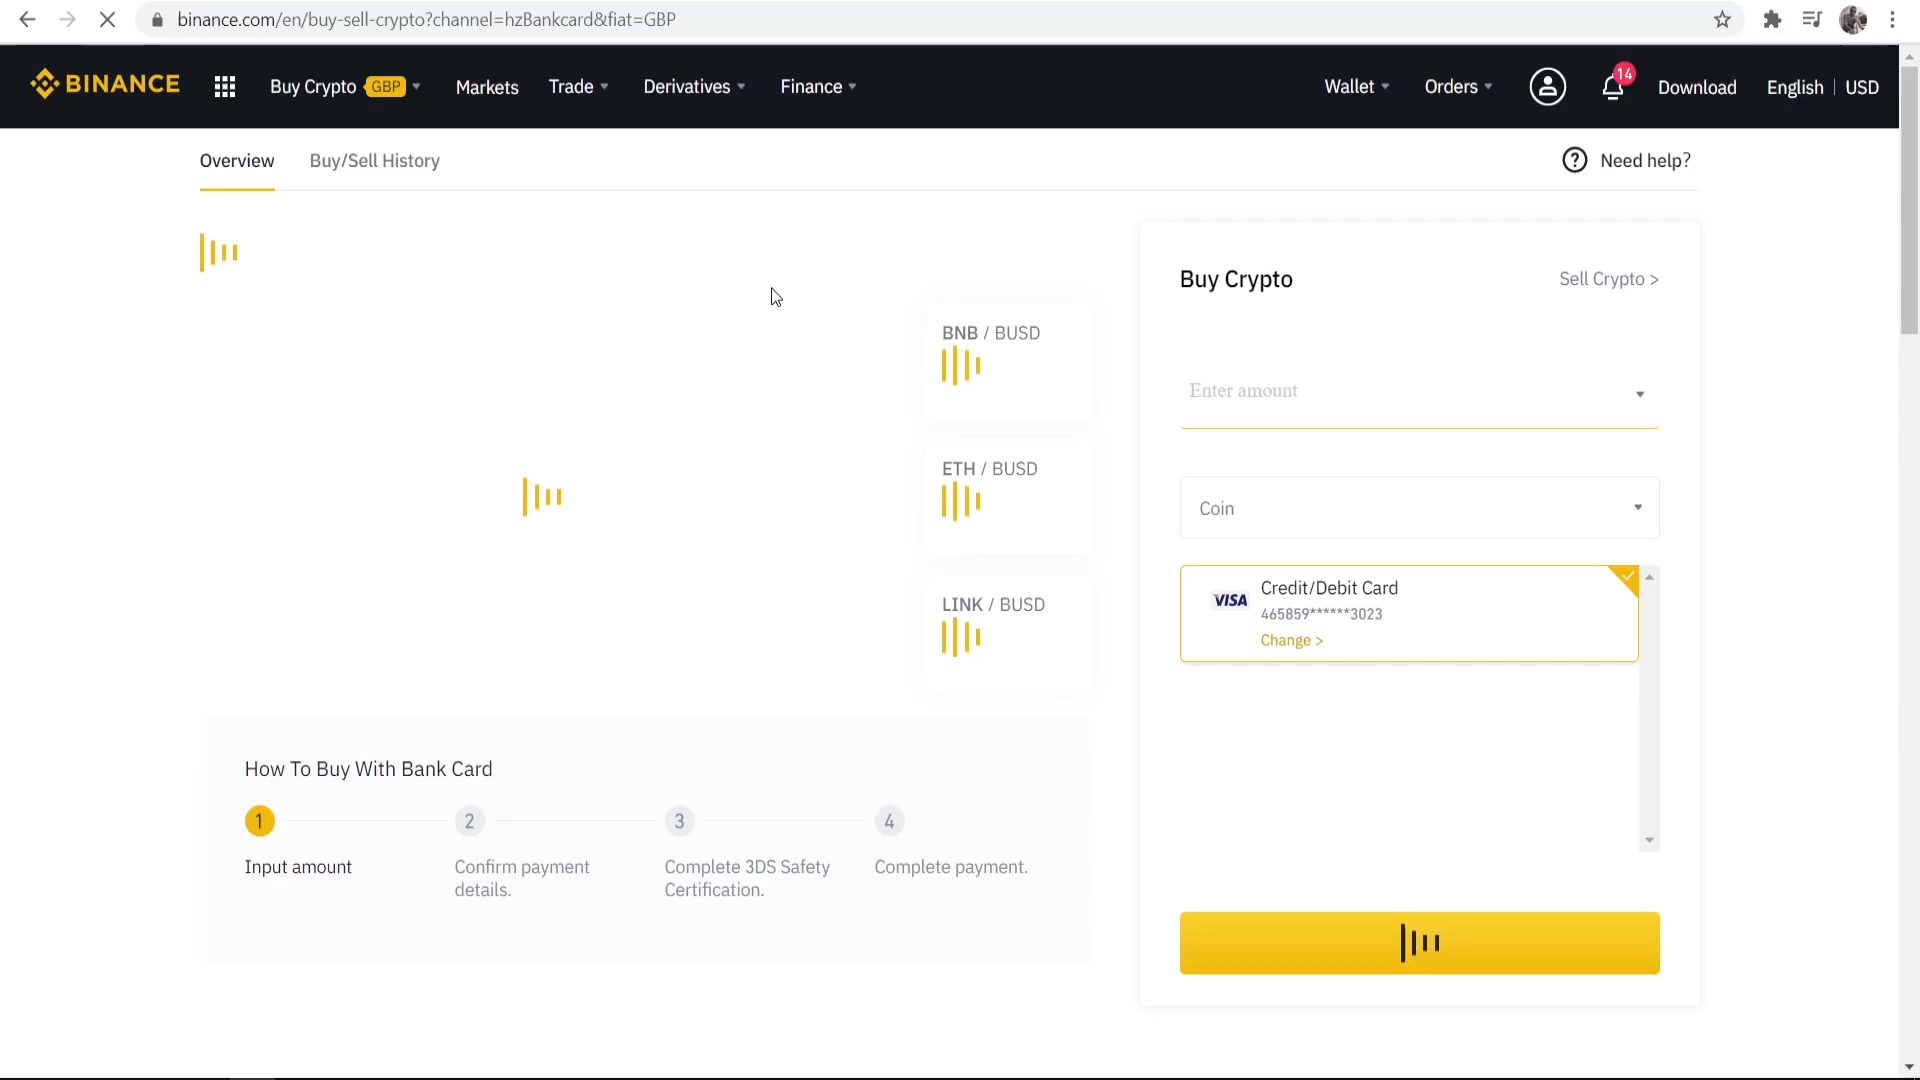 binance.com/en/buy-sell-crypto?channel=hzBankcard&fiat=GBP
BINANCE
Buy Crypto GBP
Markets
Trade
Derivatives
Finance
Wallet
Orders
14
Download
English
USD
Overview
Buy/Sell History
Need help?
Buy Crypto
Sell Crypto >
BNB / BUSD
Enter amount
ETH / BUSD
Coin
VISA
Credit/Debit Card
465859******3023
Change >
LINK / BUSD
How To Buy With Bank Card
1
2
3
4
Input amount
Confirm payment
details.
Complete 3DS Safety
Certification.
Complete payment.